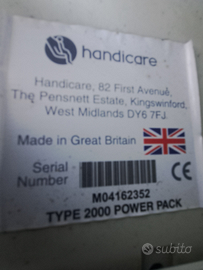 handicare
Handicare, 82 First Avenue,
The Pensnett Estate, Kingswinford,
West Midlands DY6 7FJ.
Made in Great Britain
Serial
Number
CE
M04162352
TYPE 2000 POWER PACK
subito